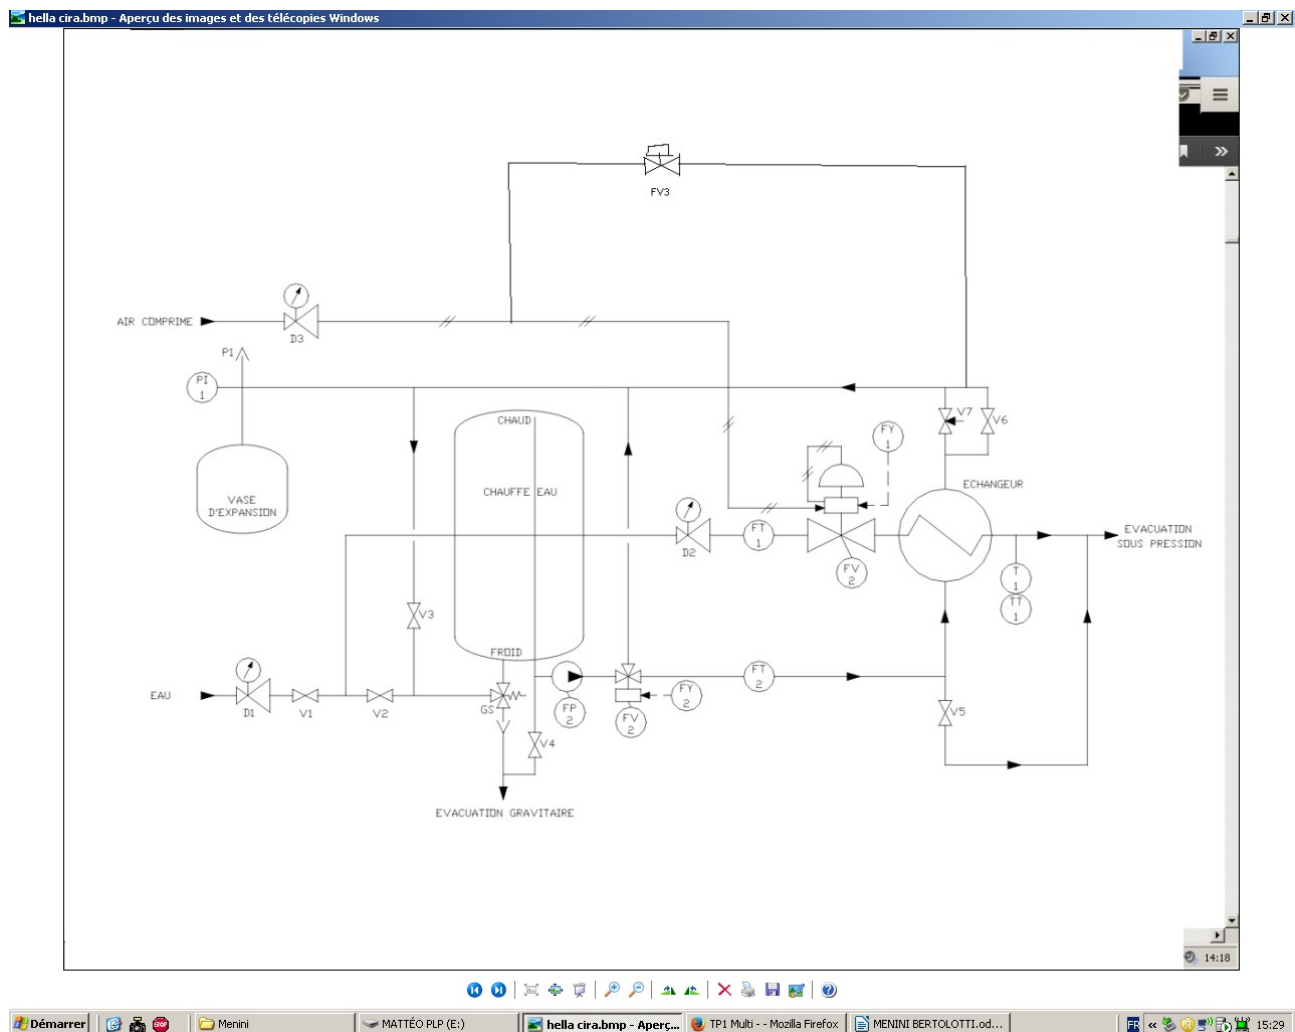 hella cira.bmp - Aperçu des images et des télécopies Windows
FV3
AIR COMPRIME
D3
P1
PI
1
CHAUD
V7
V6
FY
1
CHAUFFE EAU
ECHANGEUR
VASE
D'EXPANSION
D2
FT
1
FV
2
EVACUATION
SOUS PRESSION
T
1
TT
1
V3
FROID
EAU
D1
V1
V2
GS
FP
2
FV
2
FY
2
FT
2
V5
V4
EVACUATION GRAVITAIRE
14:18
Démarrer
STOP
Menini
MATTÉO PLP (E:)
hella cira.bmp - Aperç...
TP1 Multi - - Mozilla Firefox
MENINI BERTOLOTTI.od...
FR
15:29